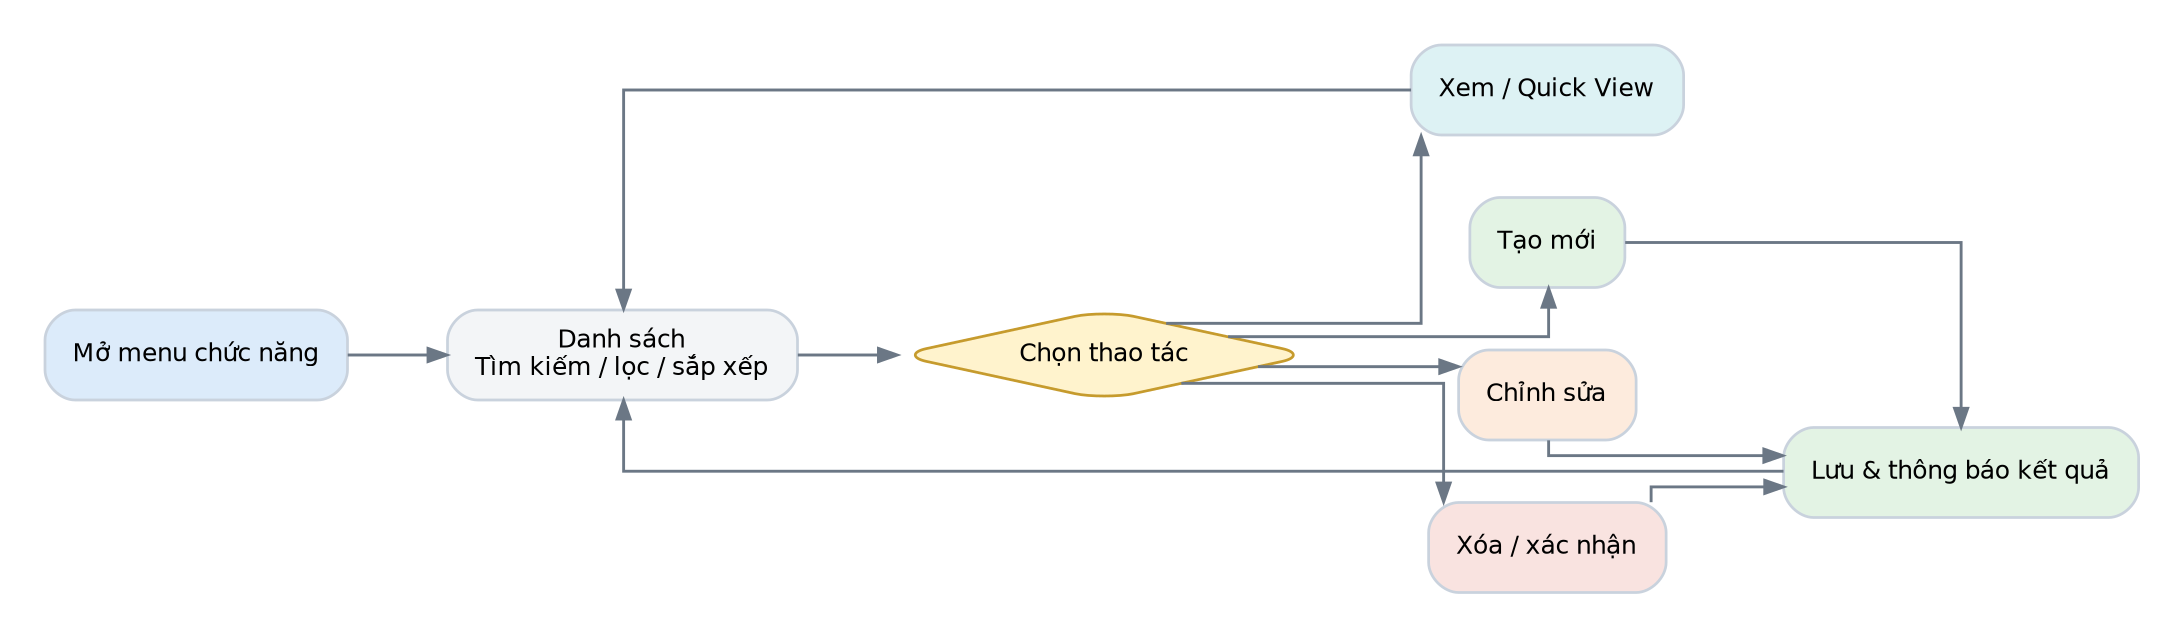 Xem / Quick View
Tạo mới
Mở menu chức năng
Danh sách
Tìm kiếm / lọc / sắp xếp
Chọn thao tác
Chỉnh sửa
Lưu & thông báo kết quả
Xóa / xác nhận